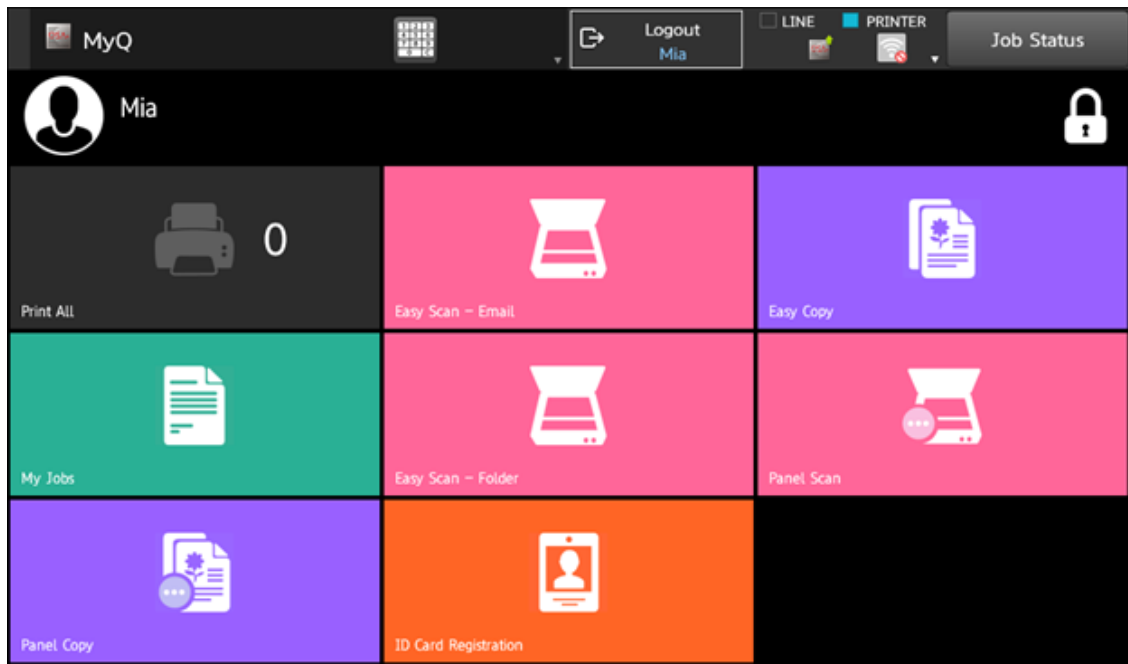 MyQ
Logout
Mia
LINE
PRINTER
Job Status
Mia
0
Print All
Easy Scan – Email
Easy Copy
My Jobs
Easy Scan – Folder
Panel Scan
Panel Copy
ID Card Registration